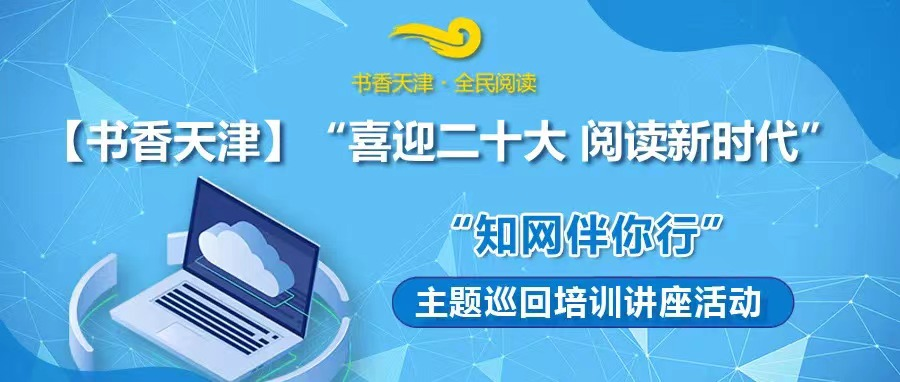 书香天津·全民阅读
【书香天津】“喜迎二十大 阅读新时代”
“知网伴你行”
主题巡回培训讲座活动